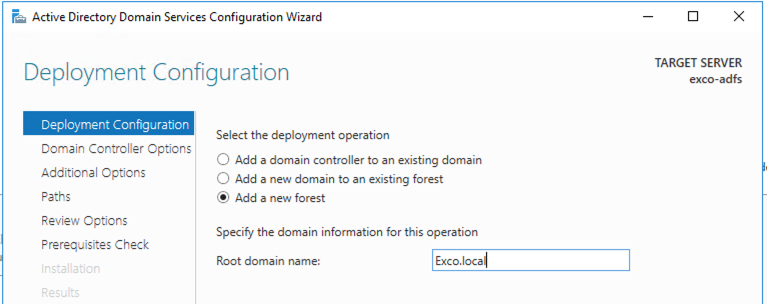 Active Directory Domain Services Configuration Wizard
Deployment Configuration
TARGET SERVER
exco-adfs
Deployment Configuration
Domain Controller Options
Additional Options
Paths
Review Options
Prerequisites Check
Installation
Results
Select the deployment operation
Add a domain controller to an existing domain
Add a new domain to an existing forest
Add a new forest
Specify the domain information for this operation
Root domain name: Exco.local